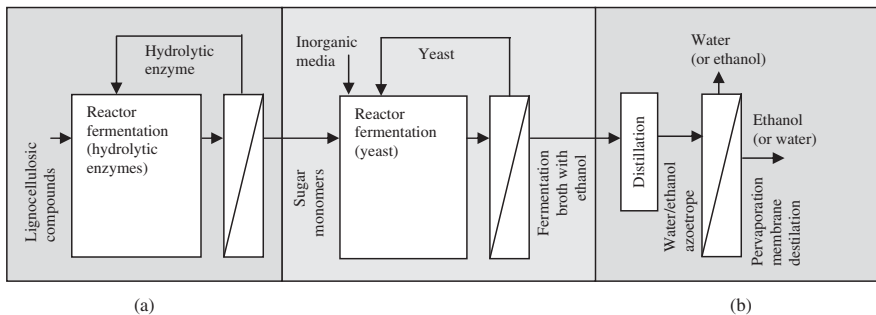 Hydrolytic
enzyme
Reactor
fermentation
(hydrolytic
enzymes)
Lignocellulosic
compounds
Inorganic
media
Yeast
Reactor
fermentation
(yeast)
Sugar
monomers
Fermentation
broth with
ethanol
Water
(or ethanol)
Distillation
Water/ethanol
azoetrope
Ethanol
(or water)
Pervaporation
membrane
destilation
(a)
(b)